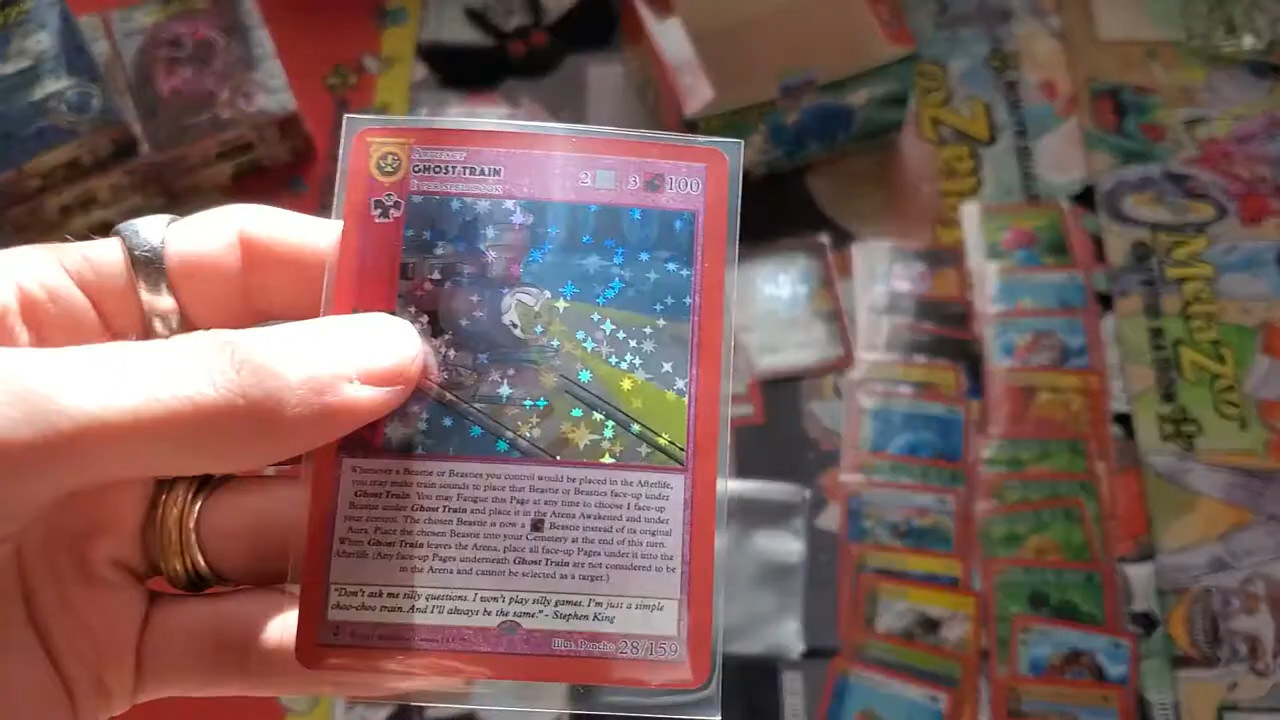 ARTIFACT
GHOST TRAIN
1 PER SPELLBOOK
2 3 100
Whenever a Beastie or Beasties you control would be placed in the Afterlife,
you may make train sounds to place that Beastie or Beasties face-up under
Ghost Train. You may Fangue this Page at any time to choose 1 face-up
Beastie under Ghost Train and place it in the Arena Awakened and under
your control. The chosen Beastie is now a Beastie instead of its original
Aura. Place the chosen Beastie into your Cemetery at the end of this turn.
When Ghost Train leaves the Arena, place all face-up Pages under it into the
Afterlife (Any face-up Pages underneath Ghost Train are not considered to be
in the Arena and cannot be selected as a target.)
"Don't ask me silly questions. I won't play silly games. I'm just a simple
choo-choo train. And I'll always be the same." - Stephen King
Illus. Poncho 28/159
MetaZoo